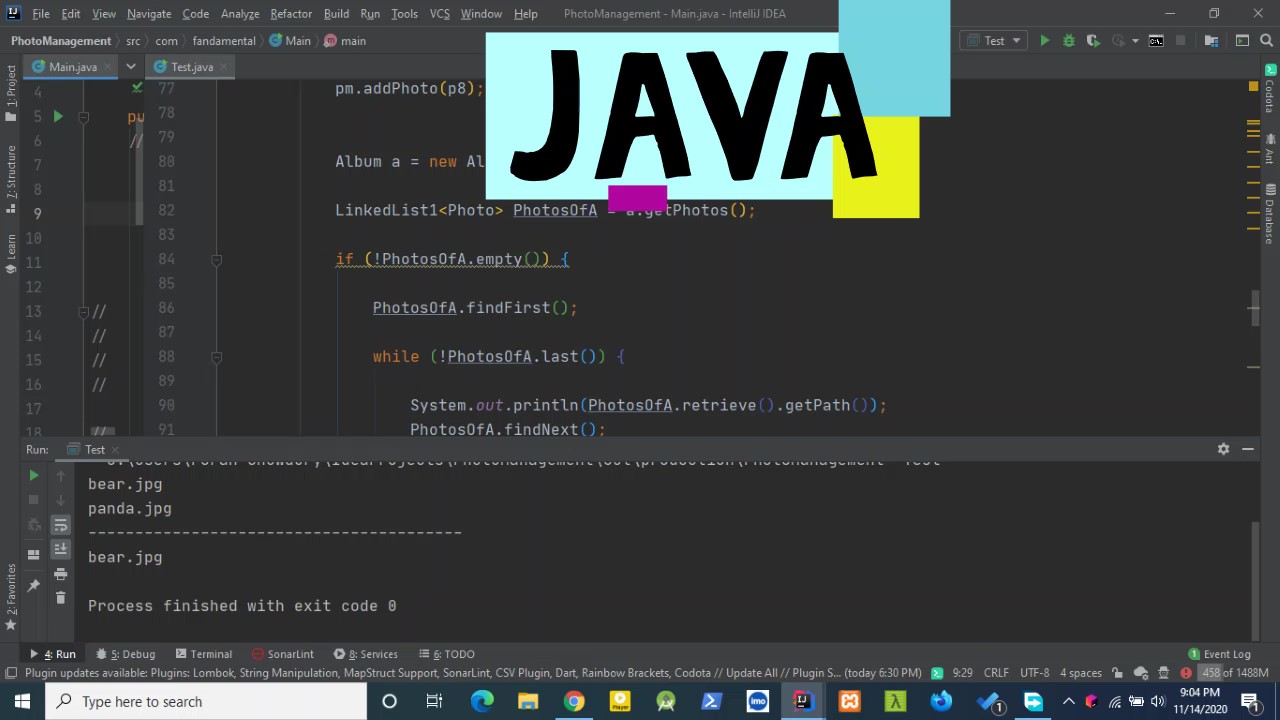 File Edit View Navigate Code Analyze Refactor Build Run Tools VCS Window Help PhotoManagement - Main.java - IntelliJ IDEA
PhotoManagement src com fandamental Main main Test
JAVA
Main.java Test.java
4 77 pm.addPhoto(p8);
5 pu 78
6 // 79
7 80 Album a = new Al
8 81
9 82 LinkedList1<Photo> PhotosOfA = a.getPhotos();
10 83
11 84 if (!PhotosOfA.empty()) {
12 85
13 // 86 PhotosOfA.findFirst();
14 // 87
15 // 88 while (!PhotosOfA.last()) {
16 // 89
17 90 System.out.println(PhotosOfA.retrieve().getPath());
18 // 91 PhotosOfA.findNext();
1: Project
7: Structure
Learn
2: Favorites
Codota
Ant
Database
Run: Test
bear.jpg
panda.jpg
----------------------------------------
bear.jpg
Process finished with exit code 0
4: Run 5: Debug Terminal SonarLint 8: Services 6: TODO 1 Event Log
Plugin updates available: Plugins: Lombok, String Manipulation, MapStruct Support, SonarLint, CSV Plugin, Dart, Rainbow Brackets, Codota // Update All // Plugin S... (today 6:30 PM) 9:29 CRLF UTF-8 4 spaces 458 of 1488M
Type here to search Player imo 1 9:04 PM
11/14/2020 1